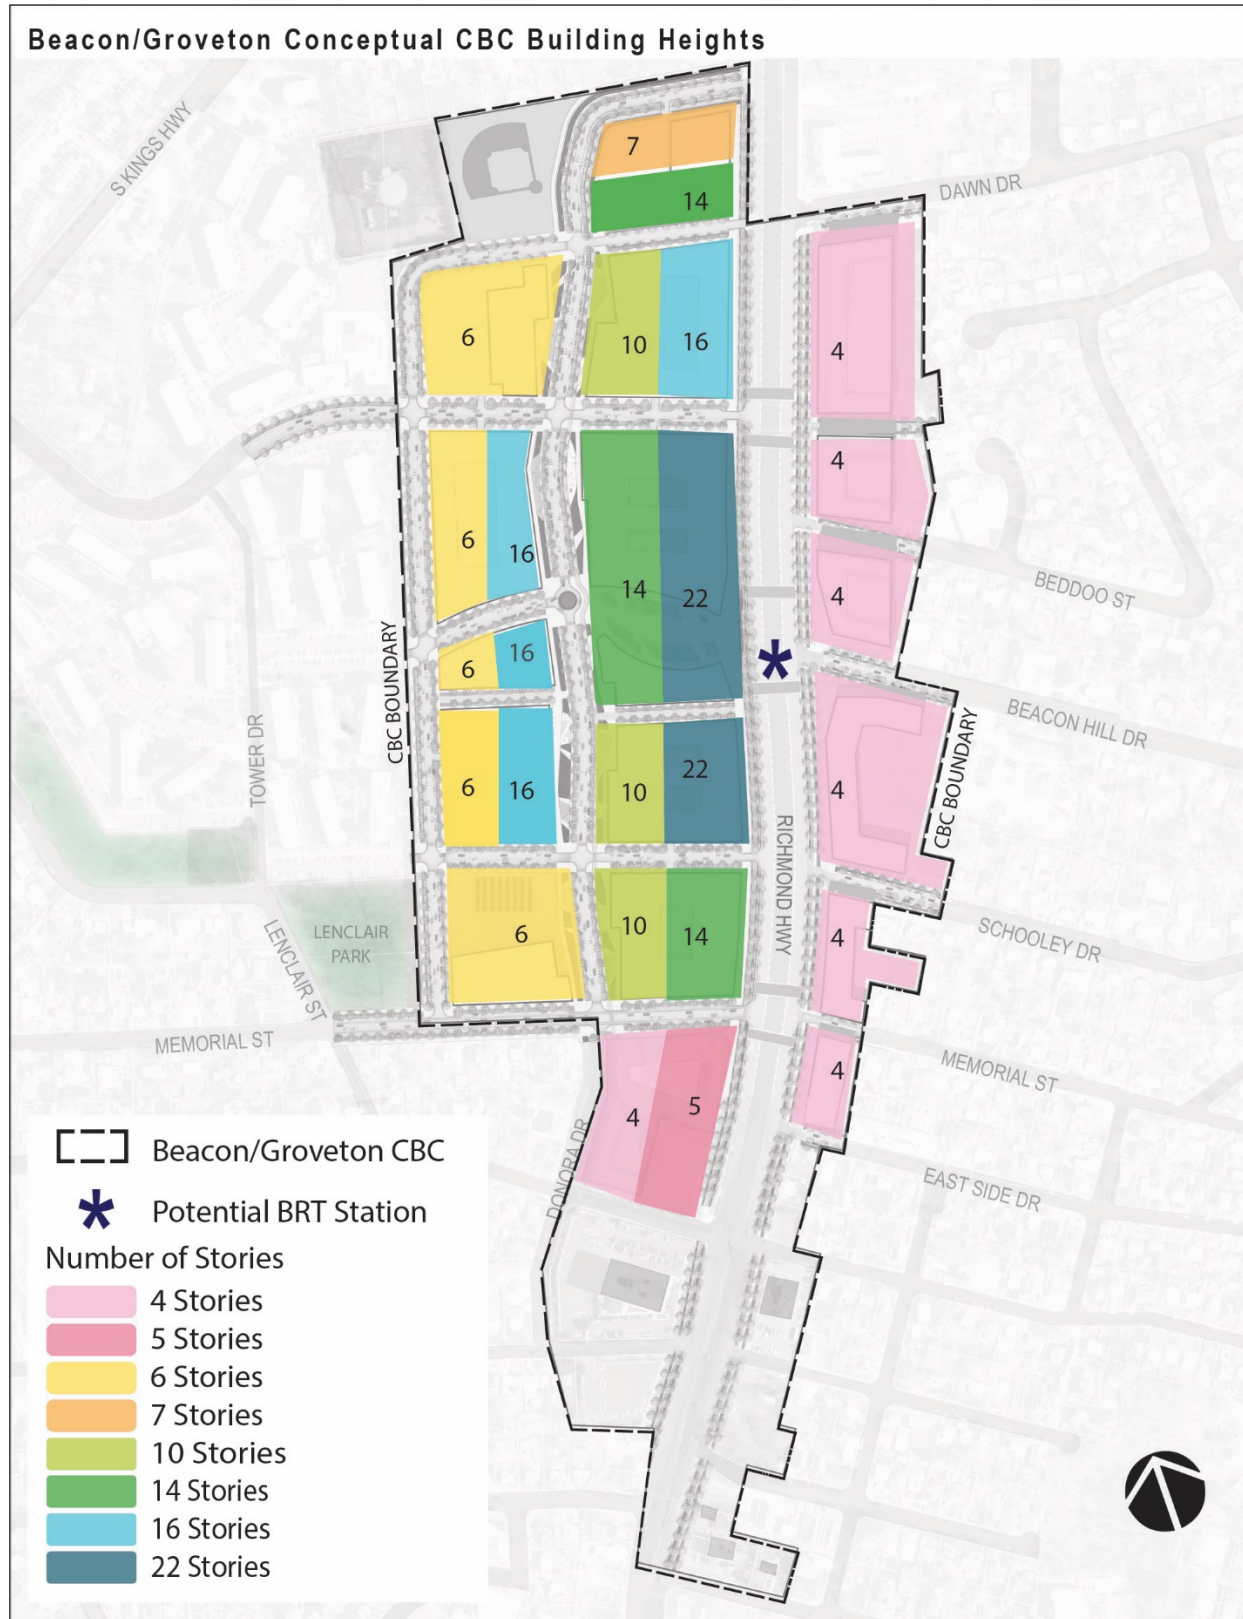 Beacon/Groveton Conceptual CBC Building Heights
S KINGS HWY
7
14
DAWN DR
6
10
16
4
4
6
16
14
22
4
BEDDOO ST
6
16
CBC BOUNDARY
TOWER DR
BEACON HILL DR
6
16
10
22
4
CBC BOUNDARY
RICHMOND HWY
LENCLAIR PARK
LENCLAIR ST
6
10
14
4
SCHOOLEY DR
MEMORIAL ST
MEMORIAL ST
4
5
4
DONORA DR
EAST SIDE DR
Beacon/Groveton CBC
Potential BRT Station
Number of Stories
4 Stories
5 Stories
6 Stories
7 Stories
10 Stories
14 Stories
16 Stories
22 Stories